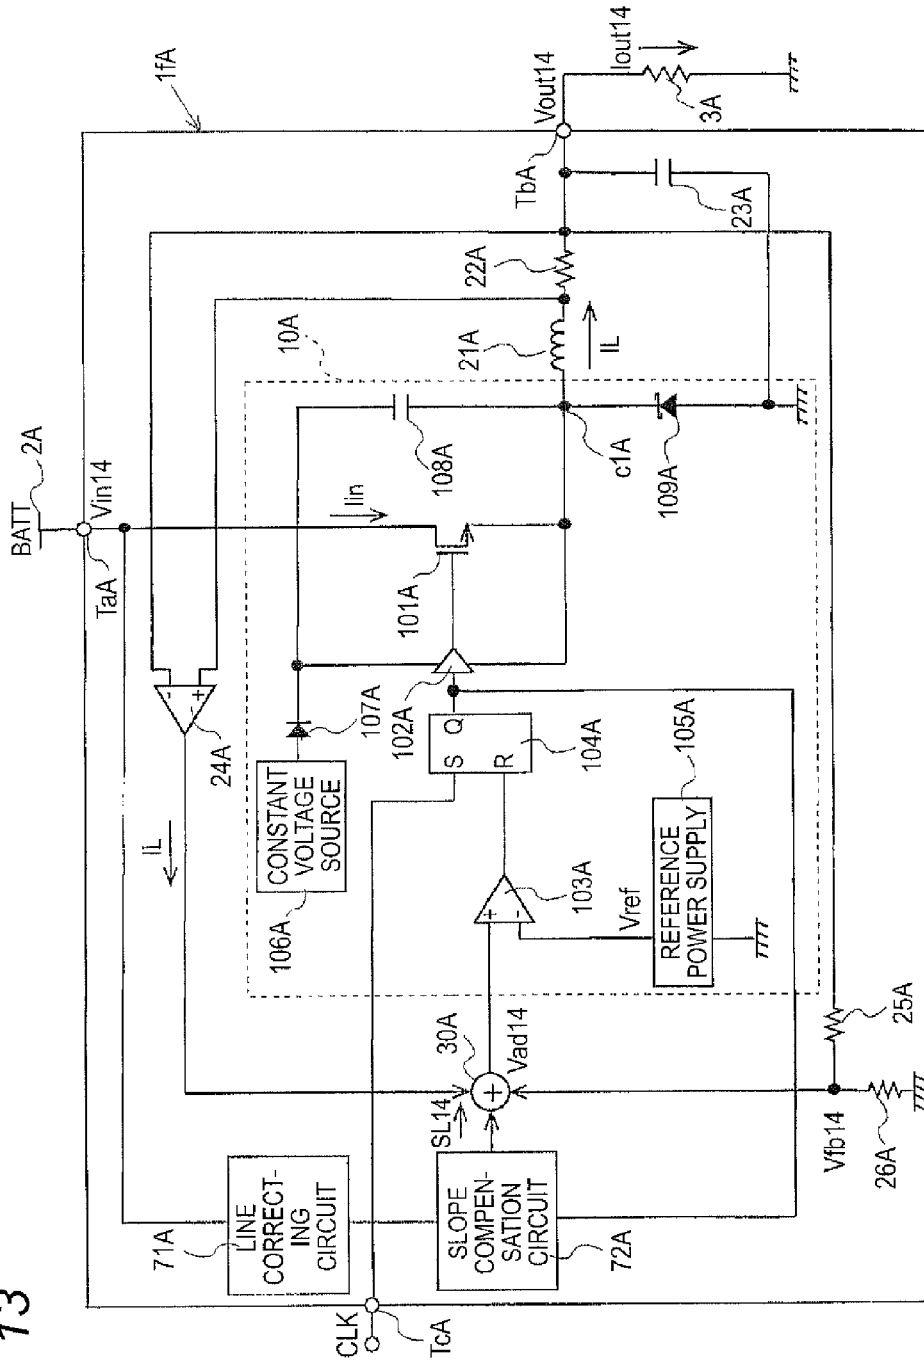 13
1fA
BATT
2A
Vin14
TaA
Iin
10A
TbA
Vout14
Iout14
3A
22A
23A
21A
IL
c1A
108A
109A
101A
102A
107A
24A
IL
CONSTANT
VOLTAGE
SOURCE
106A
S Q
R
104A
103A
Vref
105A
REFERENCE
POWER SUPPLY
30A
Vad14
SL14
25A
Vfb14
26A
71A
LINE
CORRECT-
ING
CIRCUIT
SLOPE
COMPEN-
SATION
CIRCUIT
72A
CLK
TcA
+
-
+
-
+